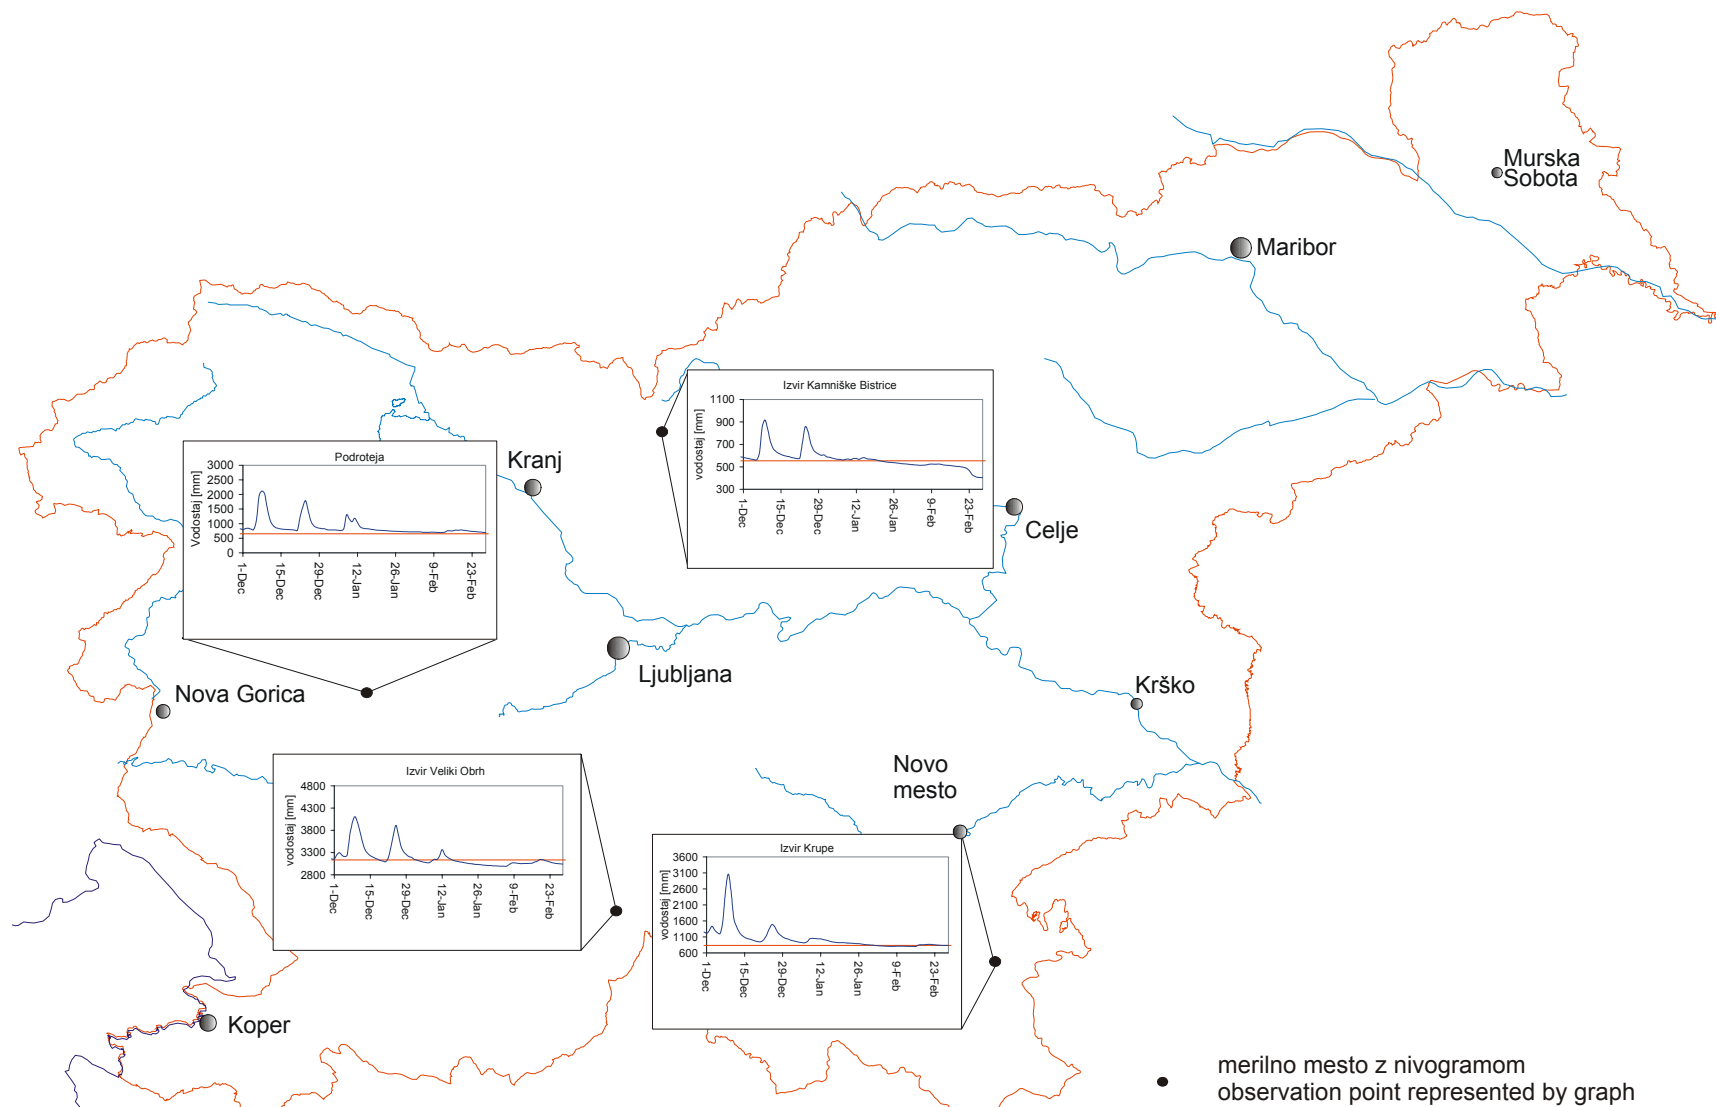 Murska
Sobota
Maribor
Izvir Kamniške Bistrice
vodostaj [mm]
1100
900
700
500
300
1-Dec
15-Dec
29-Dec
12-Jan
26-Jan
9-Feb
23-Feb
Podroteja
Vodostaj [mm]
3000
2500
2000
1500
1000
500
0
1-Dec
15-Dec
29-Dec
12-Jan
26-Jan
9-Feb
23-Feb
Kranj
Celje
Ljubljana
Nova Gorica
Krško
Izvir Veliki Obrh
vodostaj [mm]
4800
4300
3800
3300
2800
1-Dec
15-Dec
29-Dec
12-Jan
26-Jan
9-Feb
23-Feb
Novo
mesto
Izvir Krupe
vodostaj [mm]
3600
3100
2600
2100
1600
1100
600
1-Dec
15-Dec
29-Dec
12-Jan
26-Jan
9-Feb
23-Feb
Koper
merilno mesto z nivogramom
observation point represented by graph